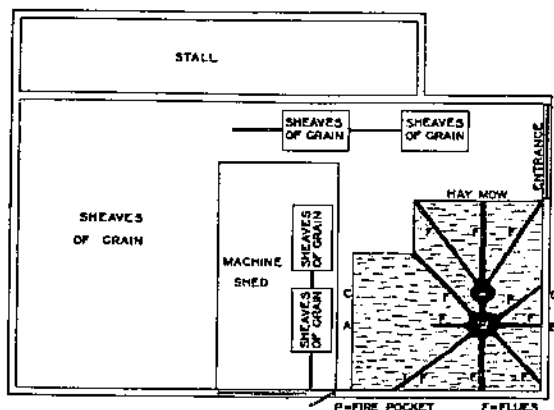 STALL
SHEAVES
OF GRAIN
SHEAVES
OF GRAIN
ENTRANCE
HAY MOW
SHEAVES
OF GRAIN
SHEAVES
OF GRAIN
MACHINE
SHED
SHEAVES
OF GRAIN
F
F
F
C
F
F
A
F
F
F
F
F
P=FIRE POCKET F=FLUES